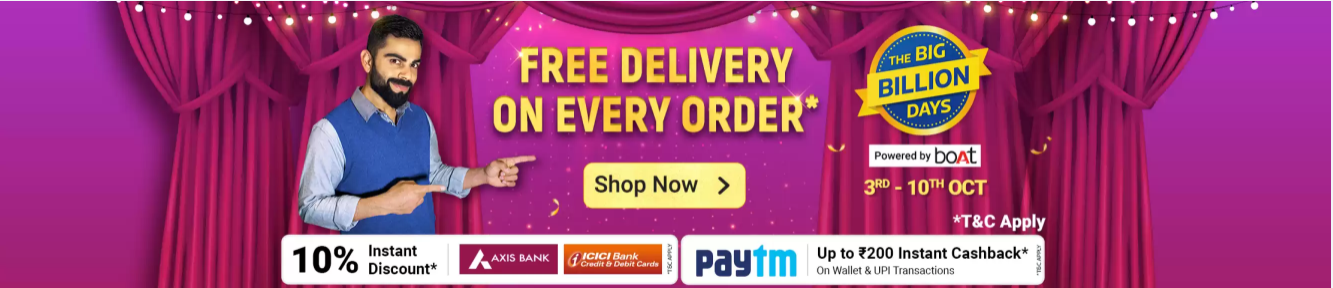 FREE DELIVERY
ON EVERY ORDER*
Shop Now >
THE BIG
BILLION
DAYS
Powered by boAt
3RD - 10TH OCT
*T&C Apply
10% Instant
Discount*
AXIS BANK
ICICI Bank
Credit & Debit Cards
*T&C APPLY
paytm
Up to ₹200 Instant Cashback*
On Wallet & UPI Transactions
*T&C APPLY